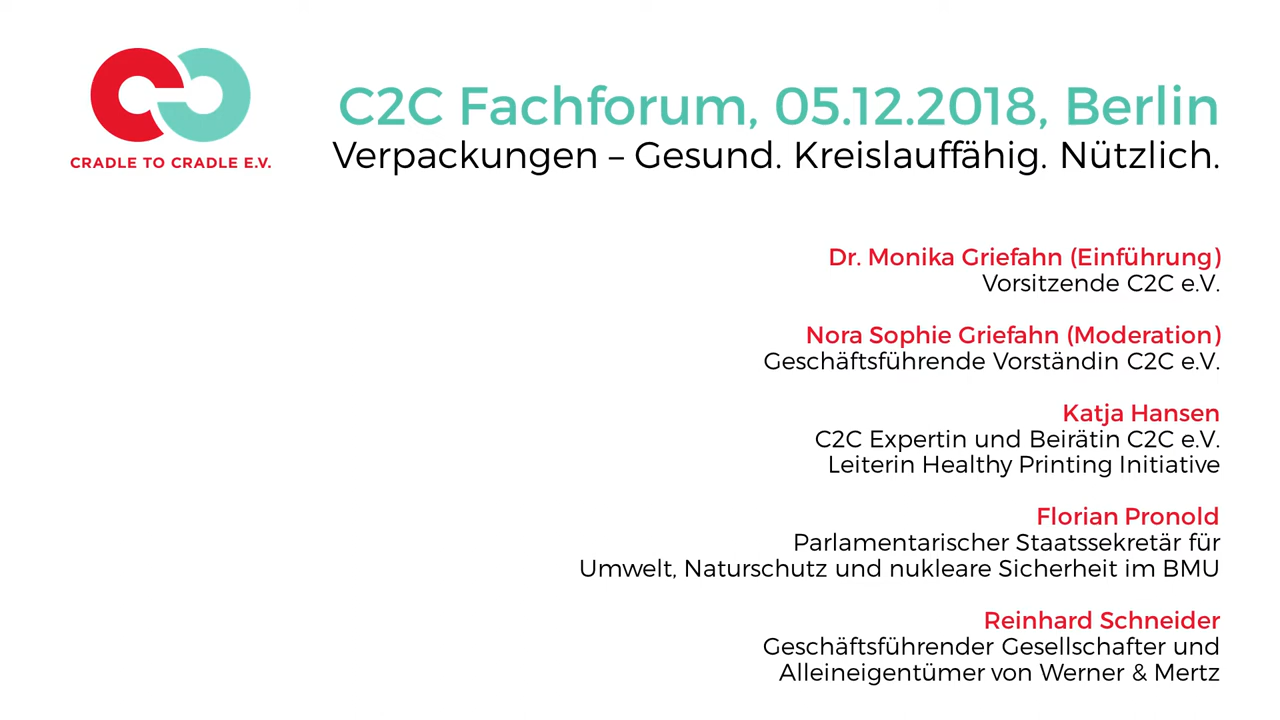 CRADLE TO CRADLE E.V.
C2C Fachforum, 05.12.2018, Berlin
Verpackungen – Gesund. Kreislauffähig. Nützlich.
Dr. Monika Griefahn (Einführung)
Vorsitzende C2C e.V.
Nora Sophie Griefahn (Moderation)
Geschäftsführende Vorständin C2C e.V.
Katja Hansen
C2C Expertin und Beirätin C2C e.V.
Leiterin Healthy Printing Initiative
Florian Pronold
Parlamentarischer Staatssekretär für
Umwelt, Naturschutz und nukleare Sicherheit im BMU
Reinhard Schneider
Geschäftsführender Gesellschafter und
Alleineigentümer von Werner & Mertz